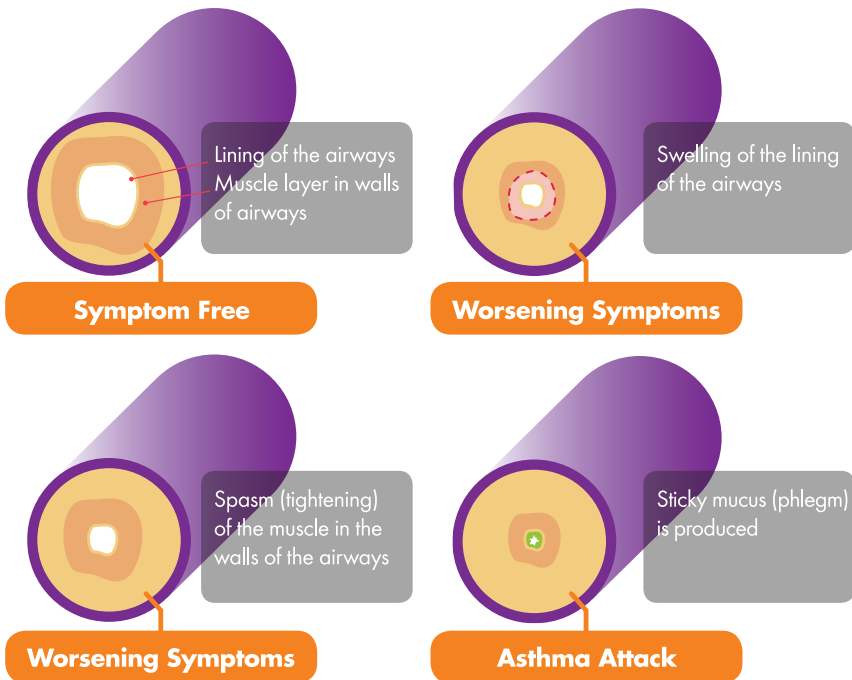 Lining of the airways
Muscle layer in walls
of airways
Symptom Free
Swelling of the lining
of the airways
Worsening Symptoms
Spasm (tightening)
of the muscle in the
walls of the airways
Worsening Symptoms
Sticky mucus (phlegm)
is produced
Asthma Attack